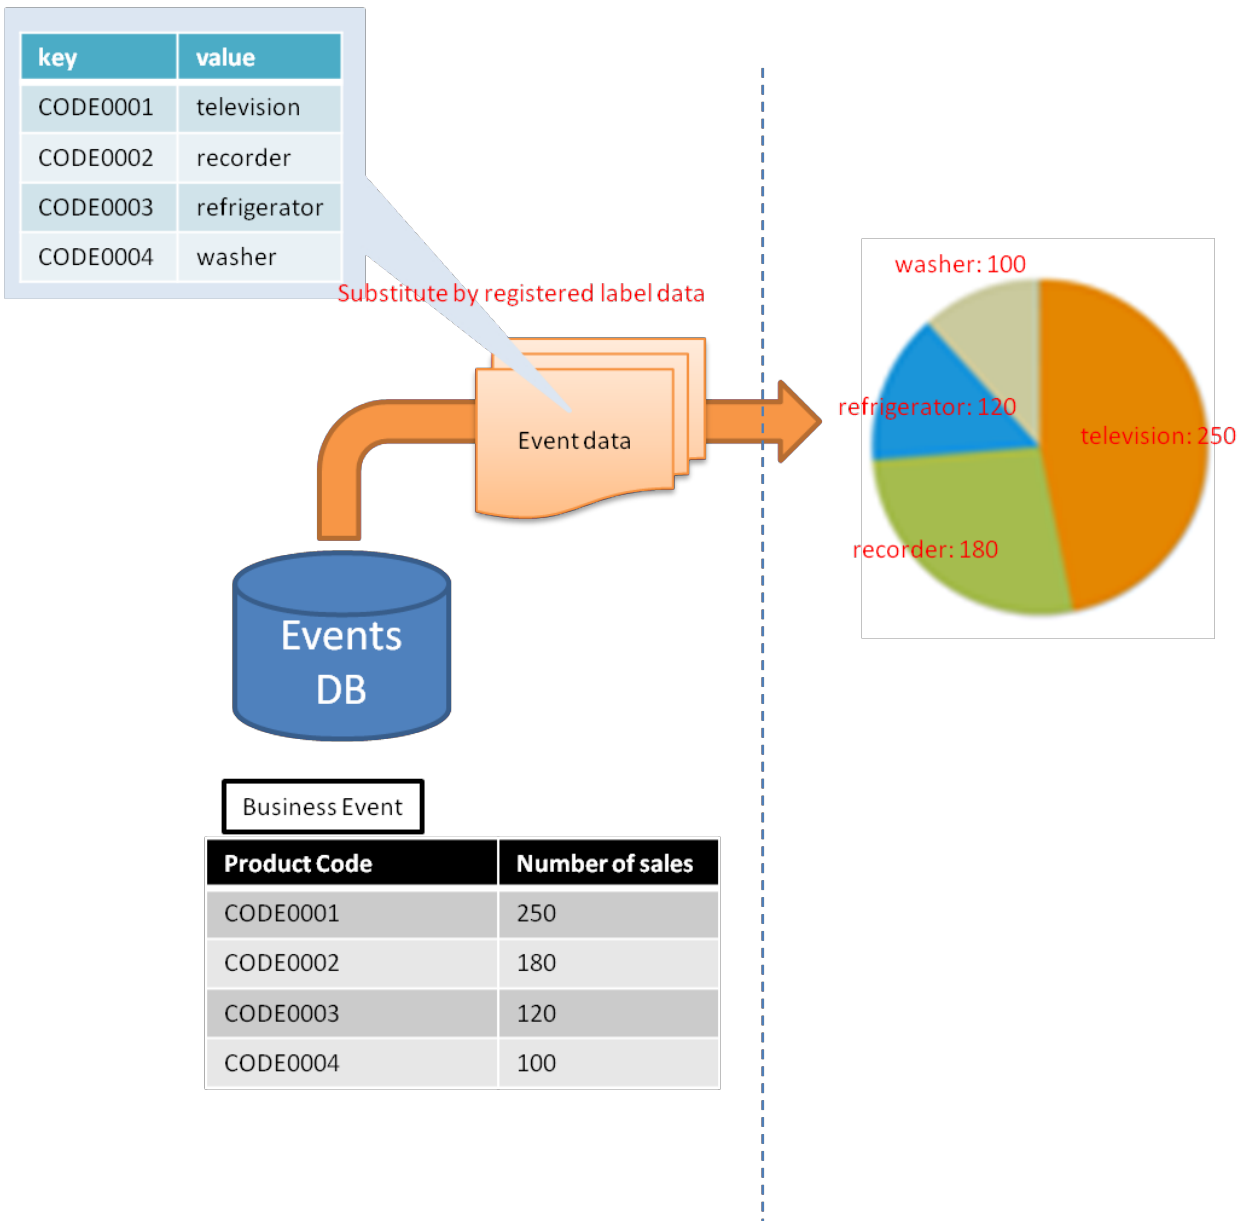 key value
CODE0001 television
CODE0002 recorder
CODE0003 refrigerator
CODE0004 washer
Substitute by registered label data
Event data
Events
DB
Business Event
Product Code Number of sales
CODE0001 250
CODE0002 180
CODE0003 120
CODE0004 100
washer: 100
refrigerator: 120
television: 250
recorder: 180